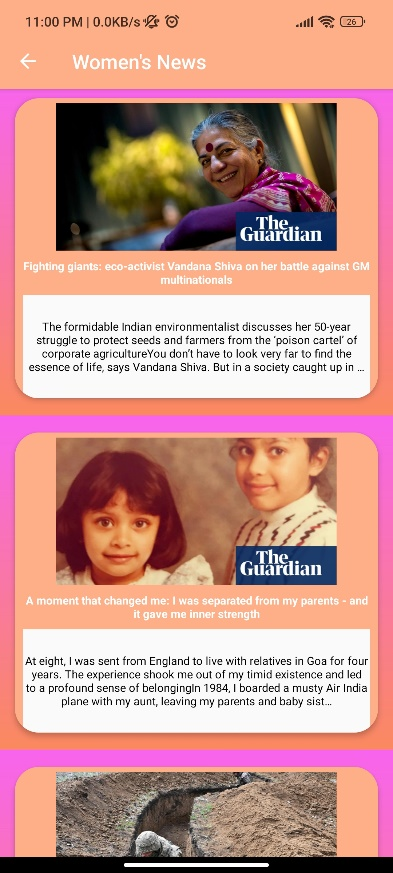 11:00 PM | 0.0KB/s
26
Women's News
The
Guardian
Fighting giants: eco-activist Vandana Shiva on her battle against GM
multinationals
The formidable Indian environmentalist discusses her 50-year
struggle to protect seeds and farmers from the 'poison cartel' of
corporate agricultureYou don't have to look very far to find the
essence of life, says Vandana Shiva. But in a society caught up in ...
The
Guardian
A moment that changed me: I was separated from my parents - and
it gave me inner strength
At eight, I was sent from England to live with relatives in Goa for four
years. The experience shook me out of my timid existence and led
to a profound sense of belongingIn 1984, I boarded a musty Air India
plane with my aunt, leaving my parents and baby sist...